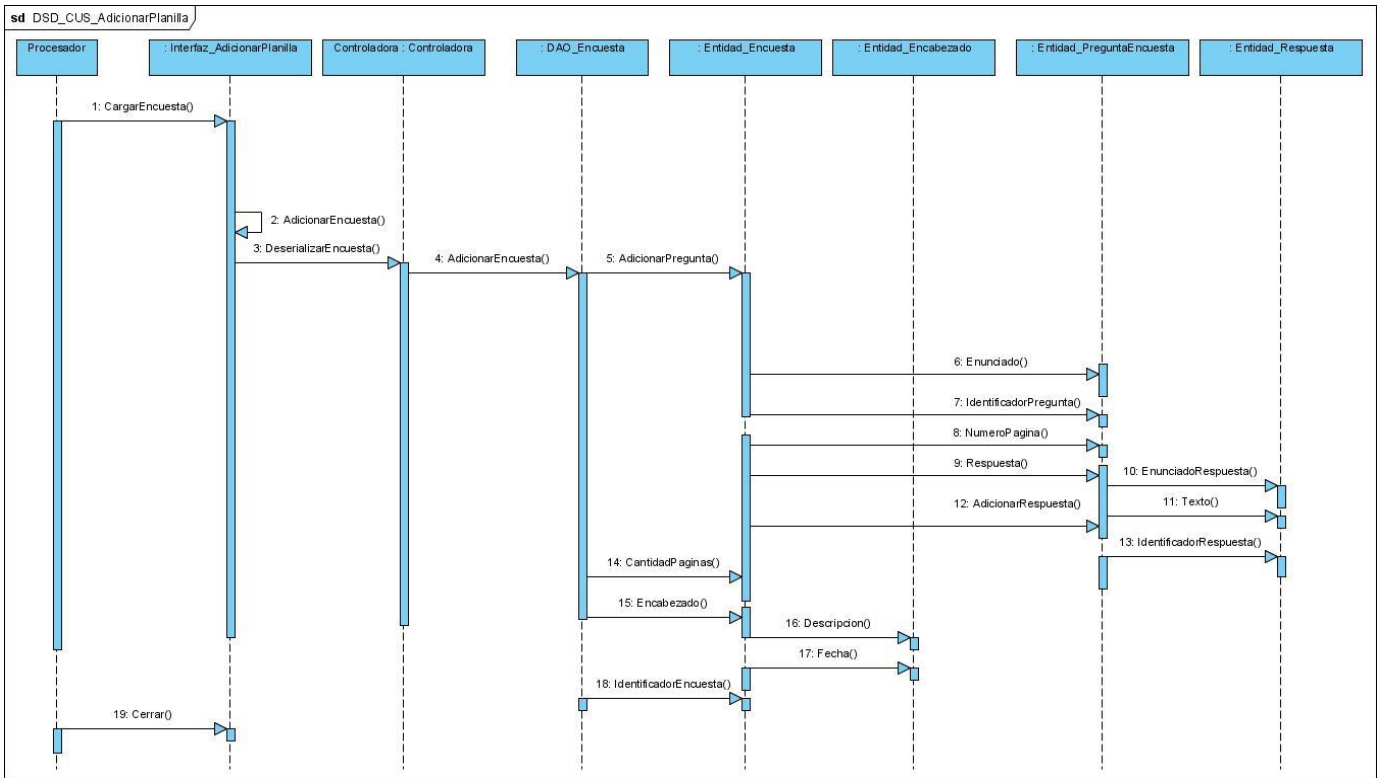 sd DSD_CUS_AdicionarPlanilla
Procesador
: Interfaz_AdicionarPlanilla
Controladora : Controladora
: DAO_Encuesta
: Entidad_Encuesta
: Entidad_Encabezado
: Entidad_PreguntaEncuesta
: Entidad_Respuesta
1: CargarEncuesta()
2: AdicionarEncuesta()
3: DeserializarEncuesta()
4: AdicionarEncuesta()
5: AdicionarPregunta()
6: Enunciado()
7: IdentificadorPregunta()
8: NumeroPagina()
9: Respuesta()
10: EnunciadoRespuesta()
11: Texto()
12: AdicionarRespuesta()
13: IdentificadorRespuesta()
14: CantidadPaginas()
15: Encabezado()
16: Descripcion()
17: Fecha()
18: IdentificadorEncuesta()
19: Cerrar()